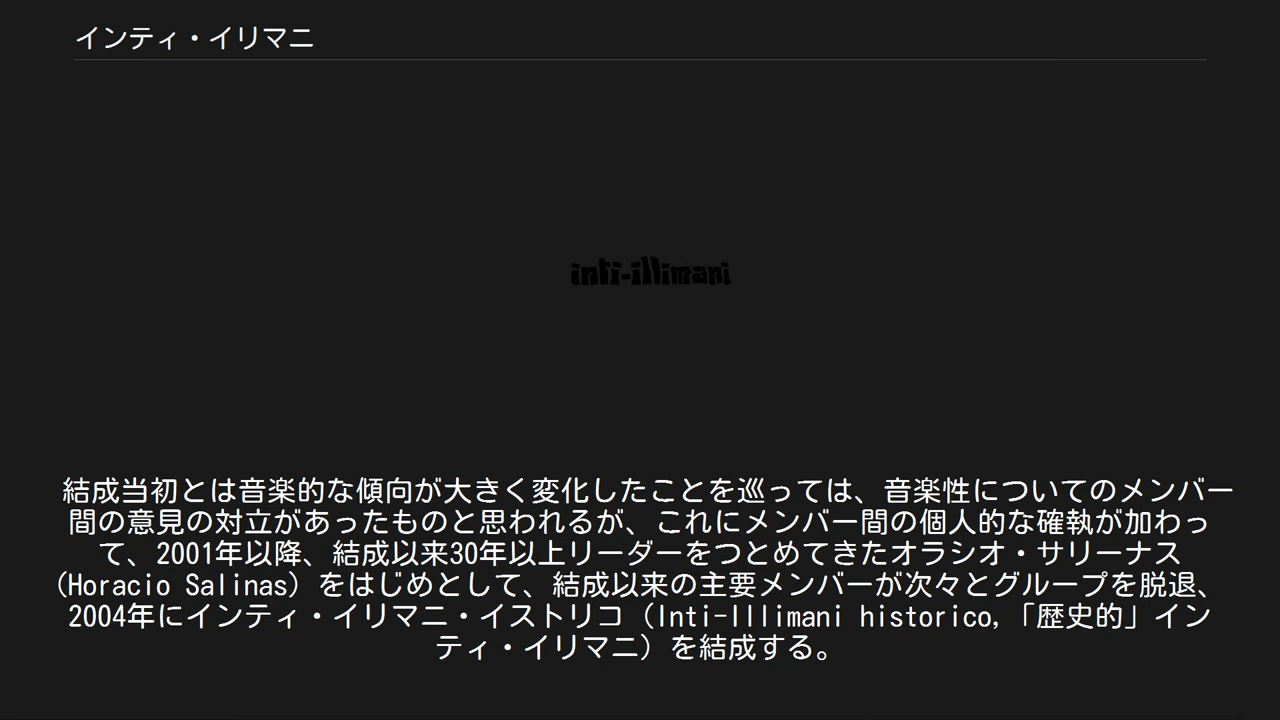 インティ・イリマニ
inti-illimani
結成当初とは音楽的な傾向が大きく変化したことを巡っては、音楽性についてのメンバー
間の意見の対立があったものと思われるが、これにメンバー間の個人的な確執が加わっ
て、2001年以降、結成以来30年以上リーダーをつとめてきたオラシオ・サリーナス
(Horacio Salinas）をはじめとして、結成以来の主要メンバーが次々とグループを脱退、
2004年にインティ・イリマニ・イストリコ（Inti-Illimani historico,「歴史的」イン
ティ・イリマニ）を結成する。